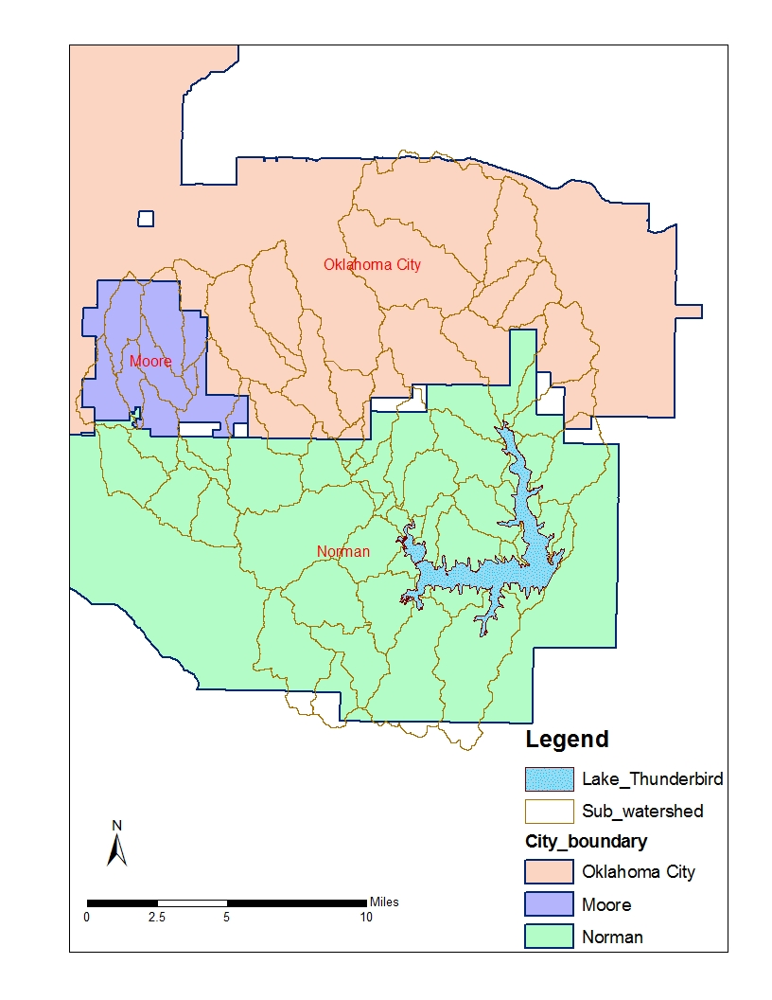 Oklahoma City
Moore
Norman
Legend
Lake_Thunderbird
Sub_watershed
City_boundary
Oklahoma City
Moore
Norman
N
Miles
0 2.5 5 10